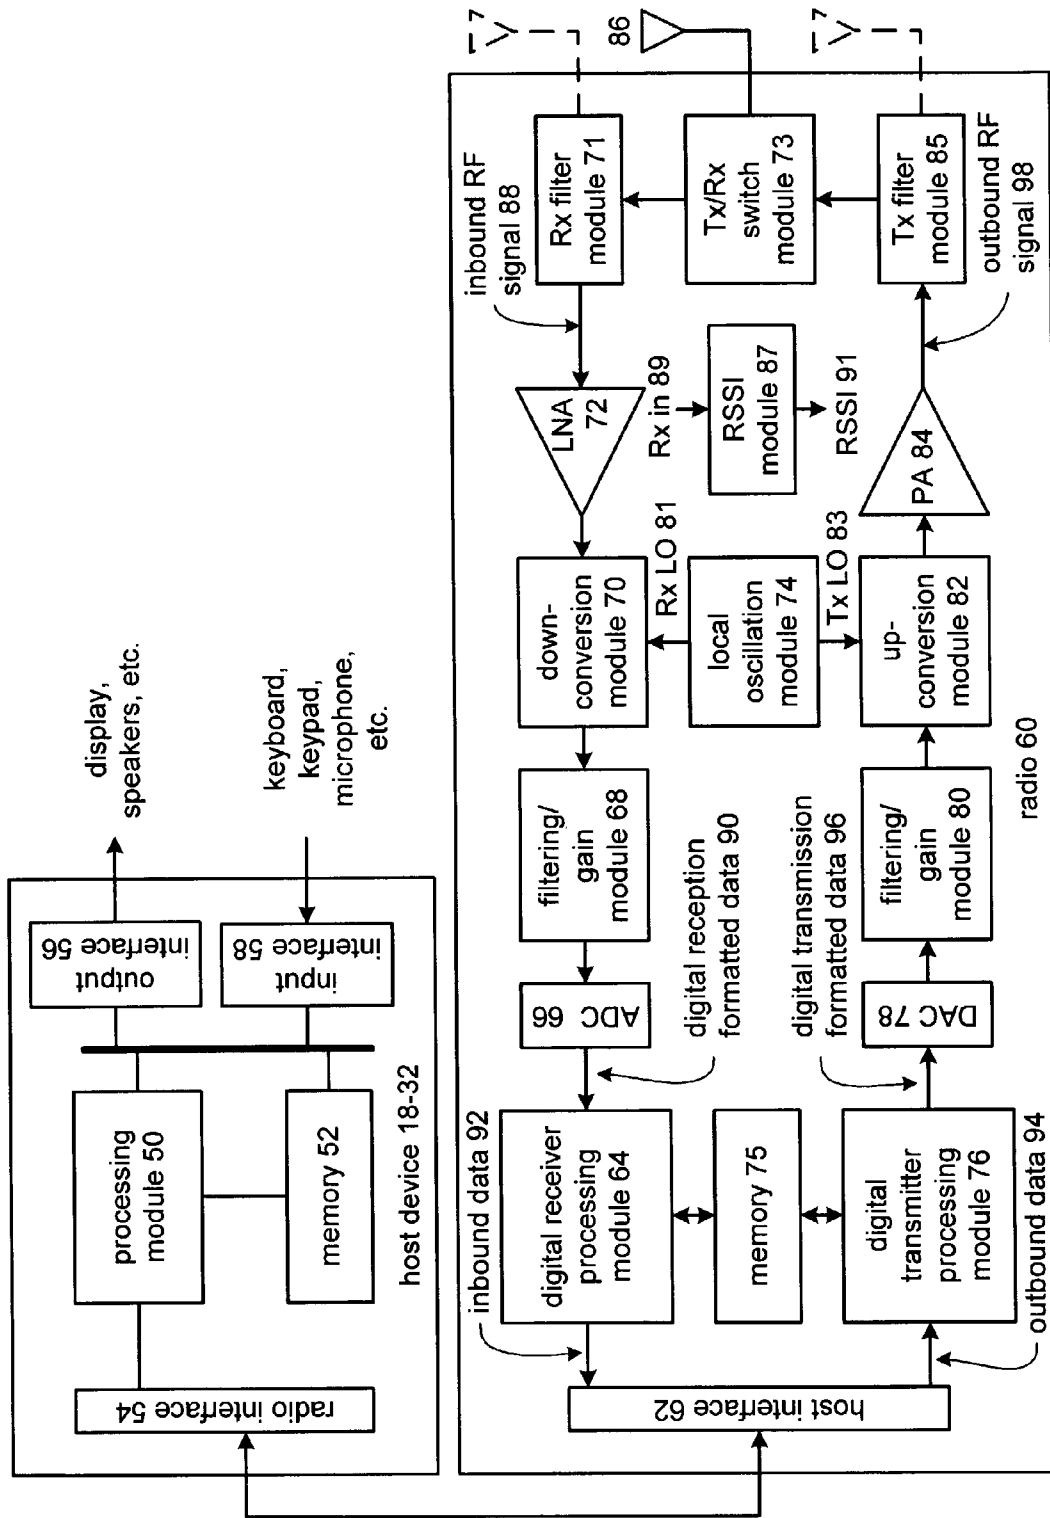 radio interface 54
processing
module 50
memory 52
output
interface 56
input
interface 58
host device 18-32
display,
speakers, etc.
keyboard,
keypad,
microphone,
etc.
host interface 62
inbound data 92
digital receiver
processing
module 64
memory 75
digital
transmitter
processing
module 76
outbound data 94
ADC 66
digital reception
formatted data 90
digital transmission
formatted data 96
DAC 78
filtering/
gain
module 68
filtering/
gain
module 80
down-
conversion
module 70
Rx LO 81
local
oscillation
module 74
Tx LO 83
up-
conversion
module 82
radio 60
LNA
72
Rx in 89
RSSI
module 87
RSSI 91
PA 84
inbound RF
signal 88
Rx filter
module 71
Tx/Rx
switch
module 73
Tx filter
module 85
outbound RF
signal 98
7
86
7